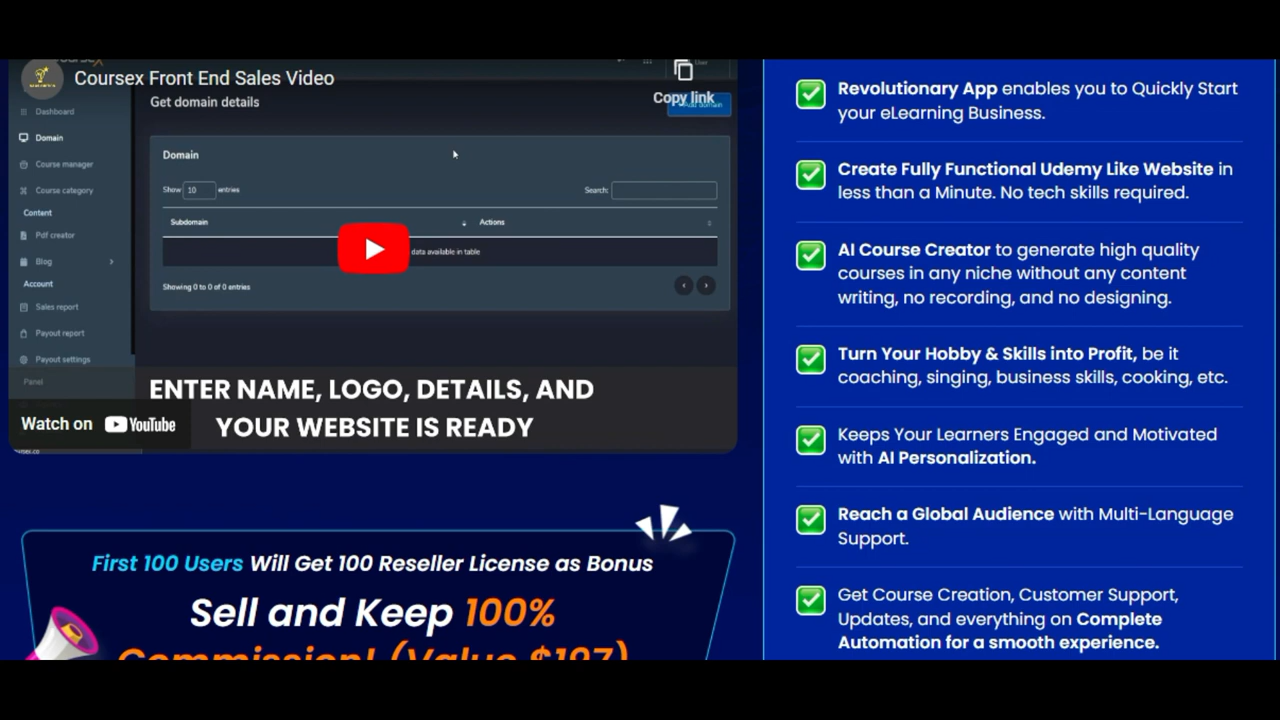 Coursex Front End Sales Video
Copy link
Get domain details
Dashboard
Domain
Course manager
Course category
Content
Pdf creator
Blog
Account
Sales report
Payout report
Payout settings
Panel
Domain
Show 10 entries
Search:
Subdomain
Actions
data available in table
Showing 0 to 0 of 0 entries
ENTER NAME, LOGO, DETAILS, AND
YOUR WEBSITE IS READY
Watch on YouTube
First 100 Users Will Get 100 Reseller License as Bonus
Sell and Keep 100%
Commission! (Value $197)
Revolutionary App enables you to Quickly Start
your eLearning Business.
Create Fully Functional Udemy Like Website in
less than a Minute. No tech skills required.
AI Course Creator to generate high quality
courses in any niche without any content
writing, no recording, and no designing.
Turn Your Hobby & Skills into Profit, be it
coaching, singing, business skills, cooking, etc.
Keeps Your Learners Engaged and Motivated
with AI Personalization.
Reach a Global Audience with Multi-Language
Support.
Get Course Creation, Customer Support,
Updates, and everything on Complete
Automation for a smooth experience.